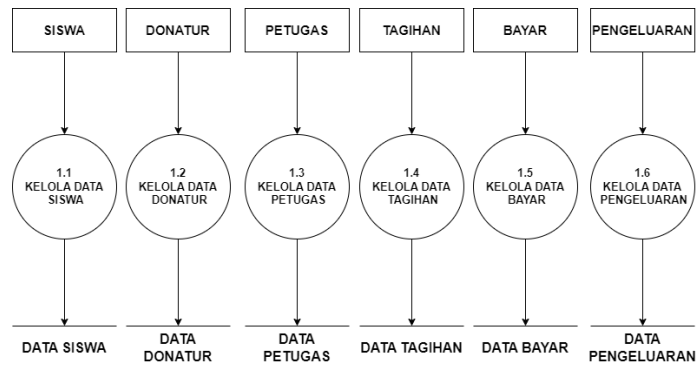 SISWA
DONATUR
PETUGAS
TAGIHAN
BAYAR
PENGELUARAN
1.1
KELOLA DATA
SISWA
1.2
KELOLA DATA
DONATUR
1.3
KELOLA DATA
PETUGAS
1.4
KELOLA DATA
TAGIHAN
1.5
KELOLA DATA
BAYAR
1.6
KELOLA DATA
PENGELUARAN
DATA SISWA
DATA
DONATUR
DATA
PETUGAS
DATA TAGIHAN
DATA BAYAR
DATA
PENGELUARAN